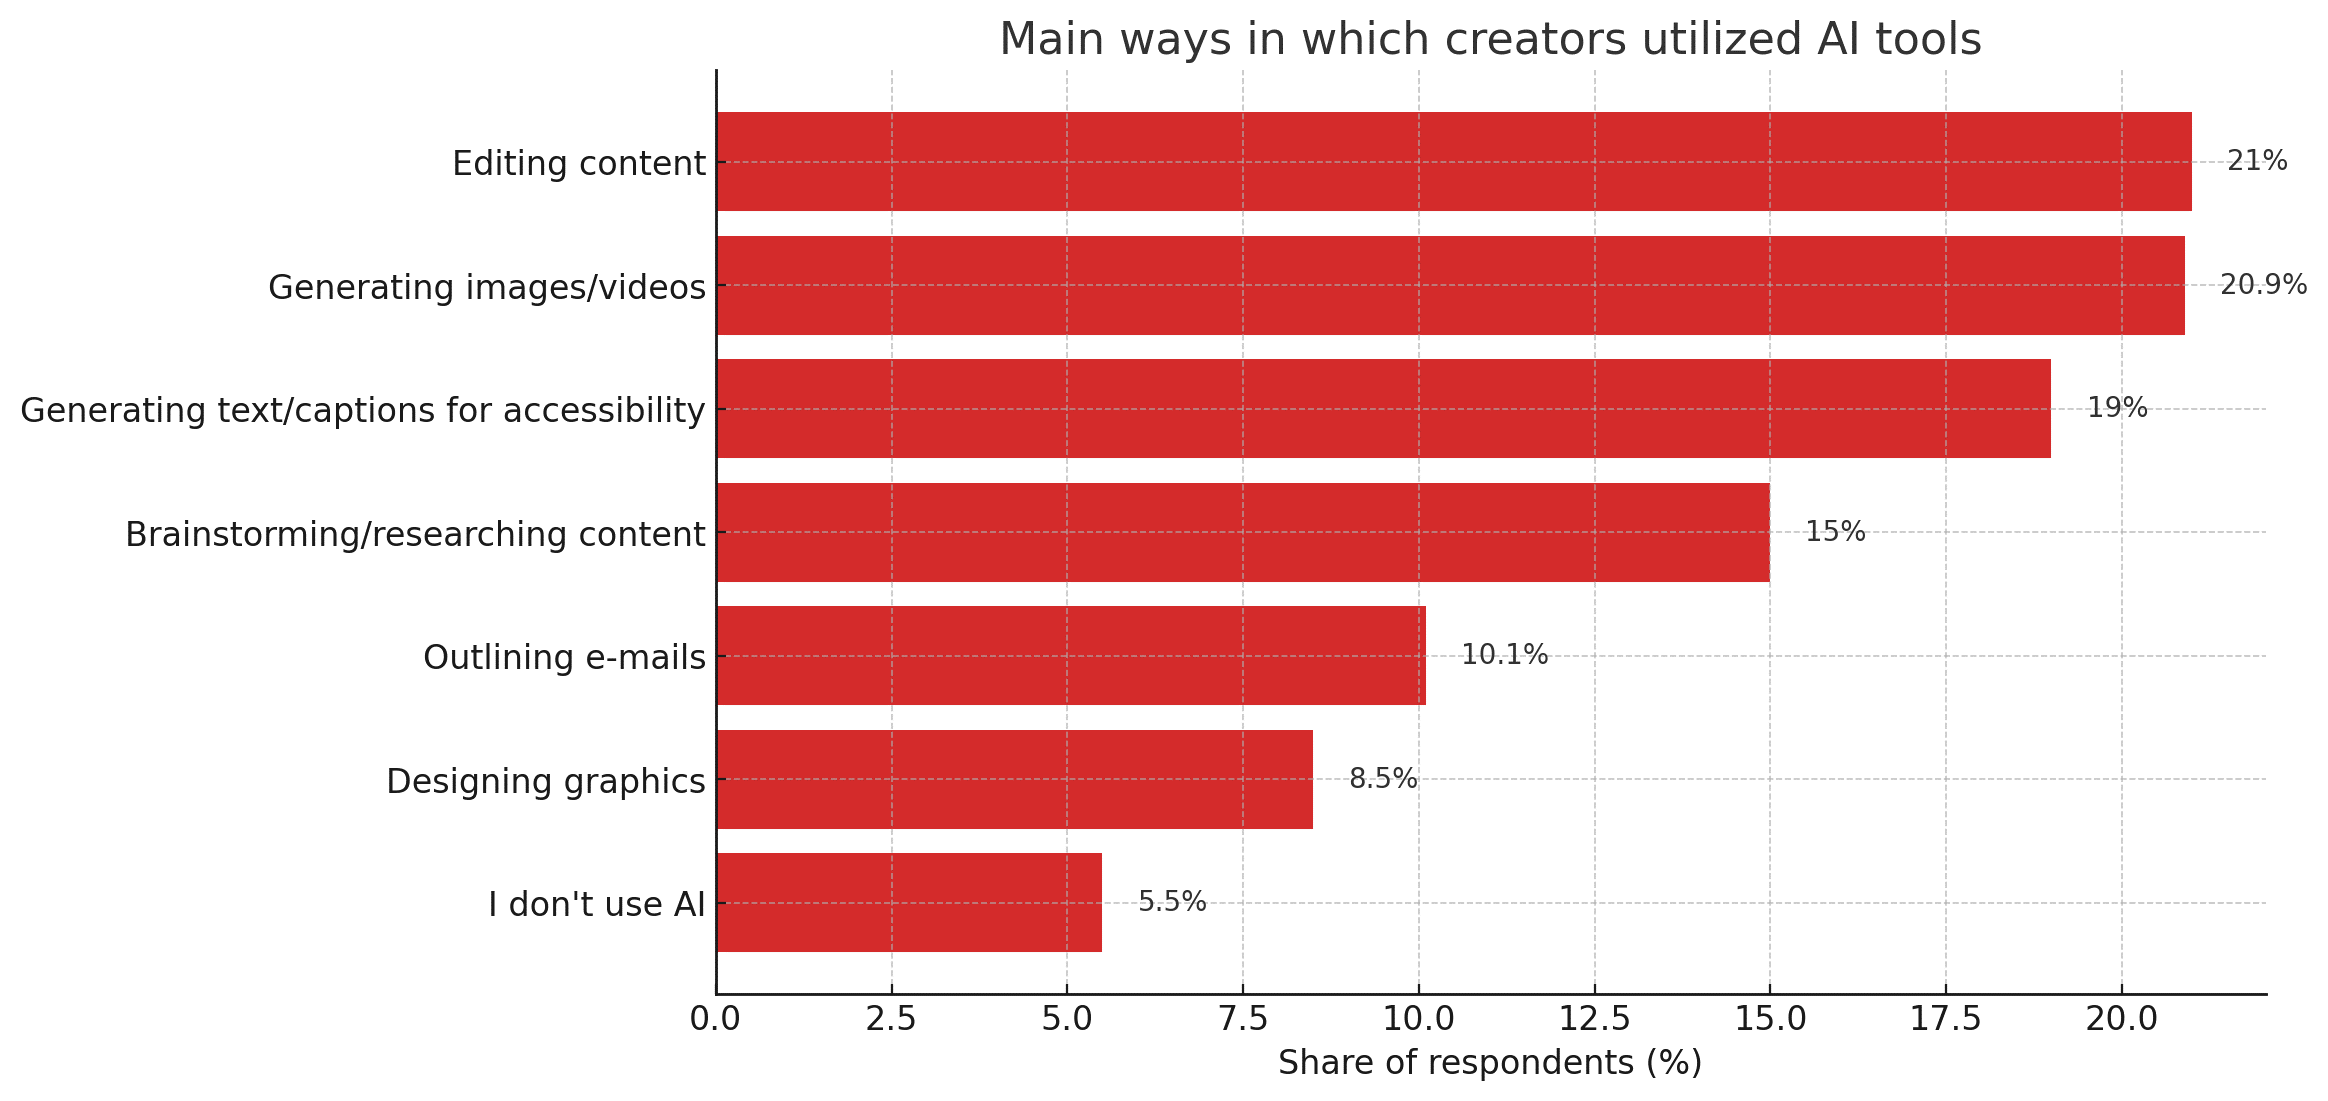 Main ways in which creators utilized AI tools
Editing content
21%
Generating images/videos
20.9%
Generating text/captions for accessibility
19%
Brainstorming/researching content
15%
Outlining e-mails
10.1%
Designing graphics
8.5%
I don't use AI
5.5%
0.0 2.5 5.0 7.5 10.0 12.5 15.0 17.5 20.0
Share of respondents (%)